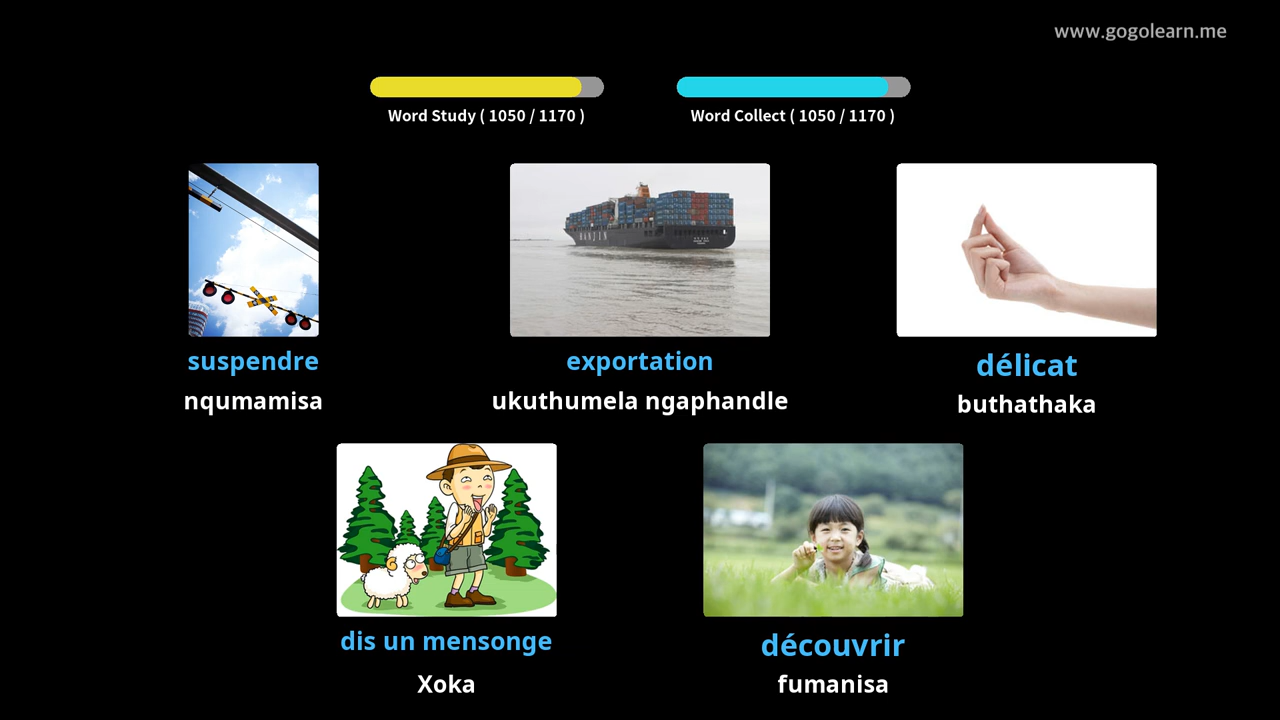 www.gogolearn.me
Word Study ( 1050 / 1170 )
Word Collect ( 1050 / 1170 )
HANJIN
suspendre
exportation
délicat
nqumamisa
ukuthumela ngaphandle
buthathaka
dis un mensonge
découvrir
Xoka
fumanisa